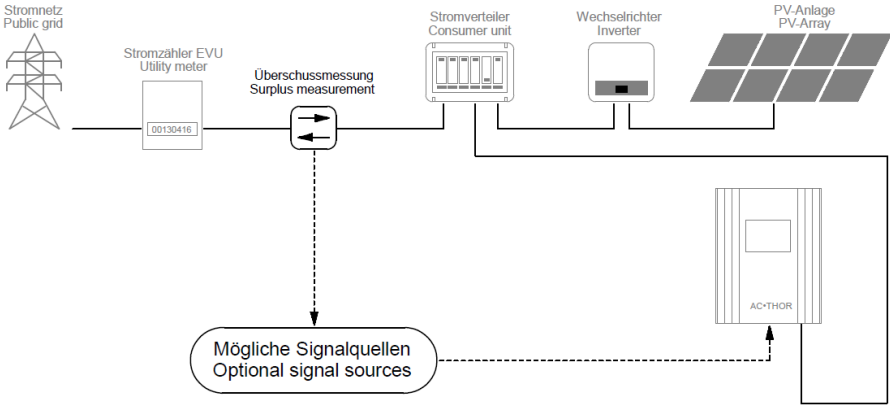 Stromnetz
Public grid
Stromzähler EVU
Utility meter
00130416
Überschussmessung
Surplus measurement
Stromverteiler
Consumer unit
Wechselrichter
Inverter
PV-Anlage
PV-Array
AC•THOR
Mögliche Signalquellen
Optional signal sources